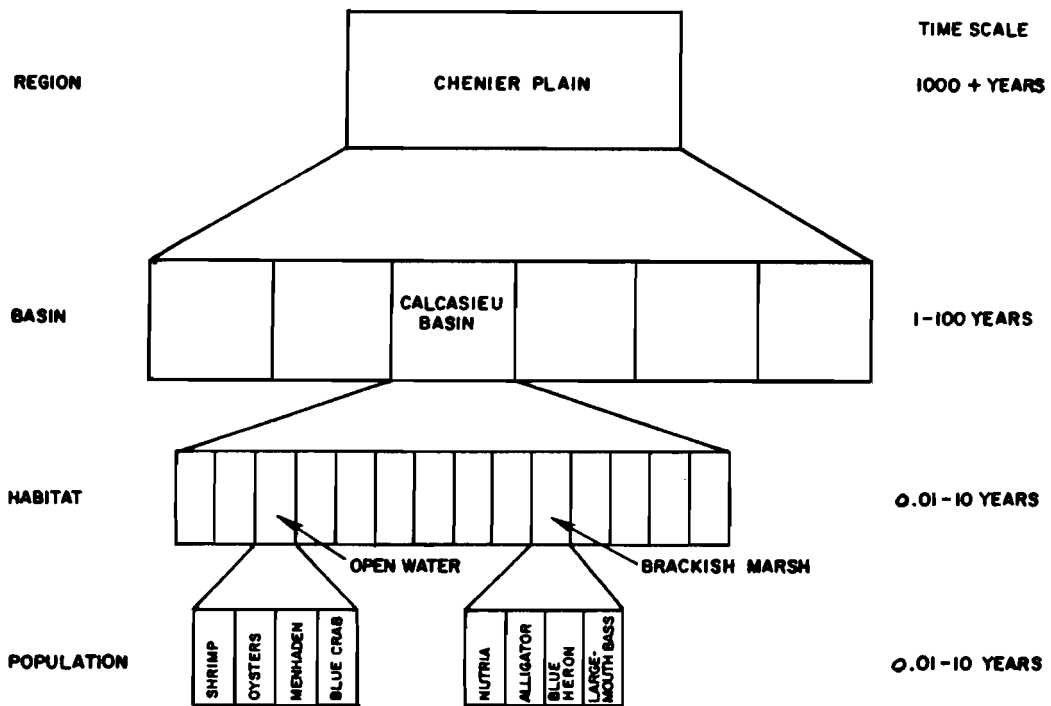 TIME SCALE
REGION
CHENIER PLAIN
1000 + YEARS
BASIN
CALCASIEU
BASIN
1-100 YEARS
HABITAT
0.01-10 YEARS
OPEN WATER
BRACKISH MARSH
POPULATION
SHRIMP
OYSTERS
MENHADEN
BLUE CRAB
NUTRIA
ALLIGATOR
BLUE
HERON
LARGE-
MOUTH BASS
0.01-10 YEARS